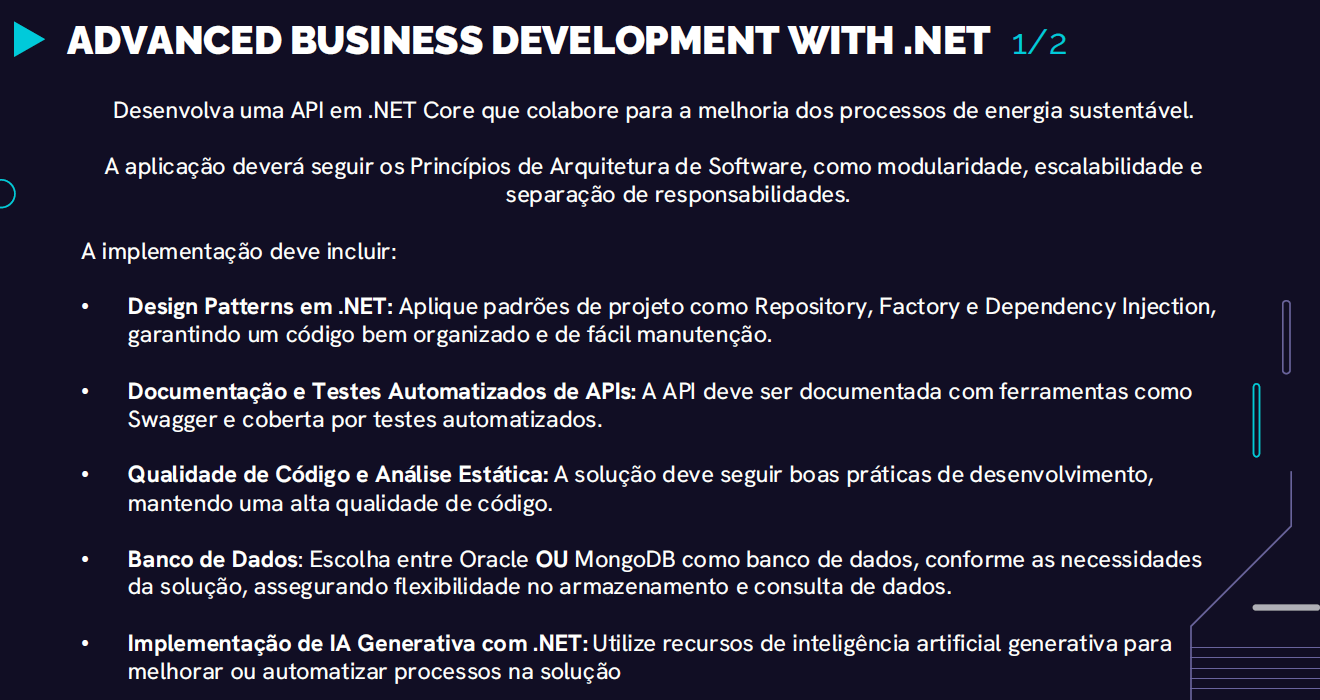 ADVANCED BUSINESS DEVELOPMENT WITH .NET 1/2
Desenvolva uma API em .NET Core que colabore para a melhoria dos processos de energia sustentável.
A aplicação deverá seguir os Princípios de Arquitetura de Software, como modularidade, escalabilidade e
separação de responsabilidades.
A implementação deve incluir:
• Design Patterns em .NET: Aplique padrões de projeto como Repository, Factory e Dependency Injection,
garantindo um código bem organizado e de fácil manutenção.
• Documentação e Testes Automatizados de APIs: A API deve ser documentada com ferramentas como
Swagger e coberta por testes automatizados.
• Qualidade de Código e Análise Estática: A solução deve seguir boas práticas de desenvolvimento,
mantendo uma alta qualidade de código.
• Banco de Dados: Escolha entre Oracle OU MongoDB como banco de dados, conforme as necessidades
da solução, assegurando flexibilidade no armazenamento e consulta de dados.
• Implementação de IA Generativa com .NET: Utilize recursos de inteligência artificial generativa para
melhorar ou automatizar processos na solução